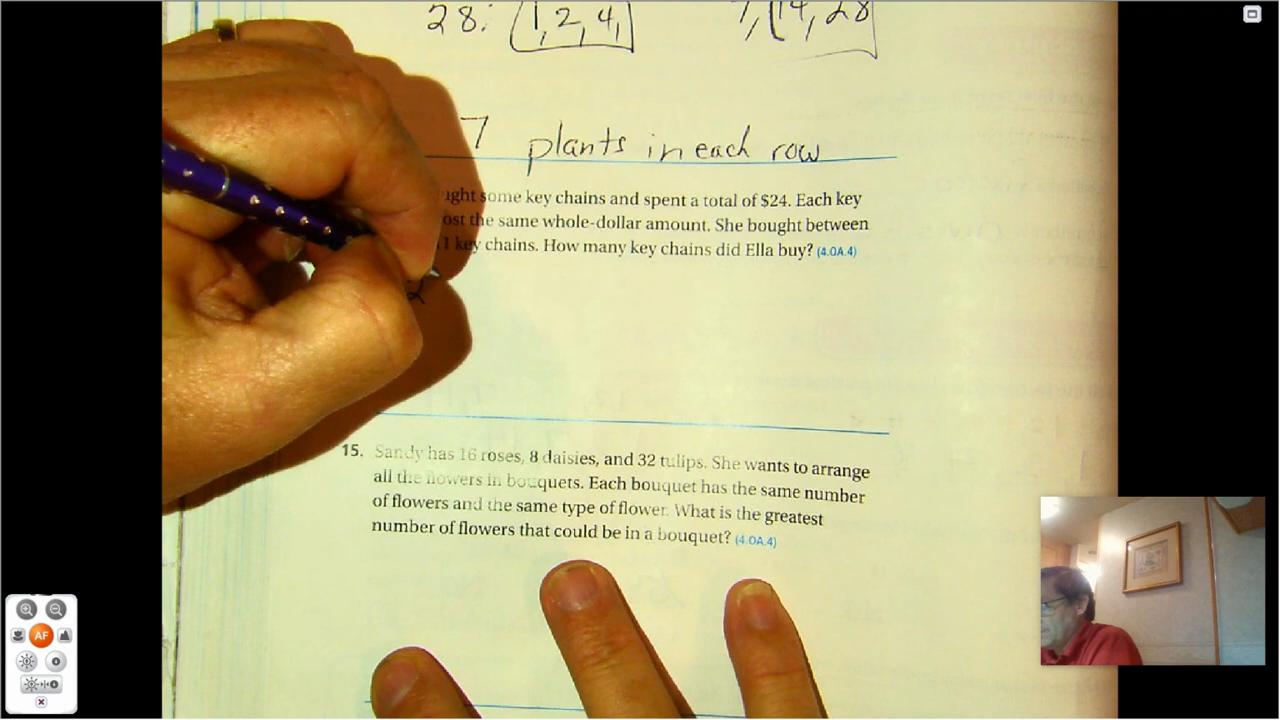 28: 1, 2, 4, 7, 14, 28
7 plants in each row
some key chains and spent a total of $24. Each key
the same whole-dollar amount. She bought between
key chains. How many key chains did Ella buy? (4.OA.4)
2
15. Sandy has 16 roses, 8 daisies, and 32 tulips. She wants to arrange
all the flowers in bouquets. Each bouquet has the same number
of flowers and the same type of flower. What is the greatest
number of flowers that could be in a bouquet? (4.OA.4)
AF